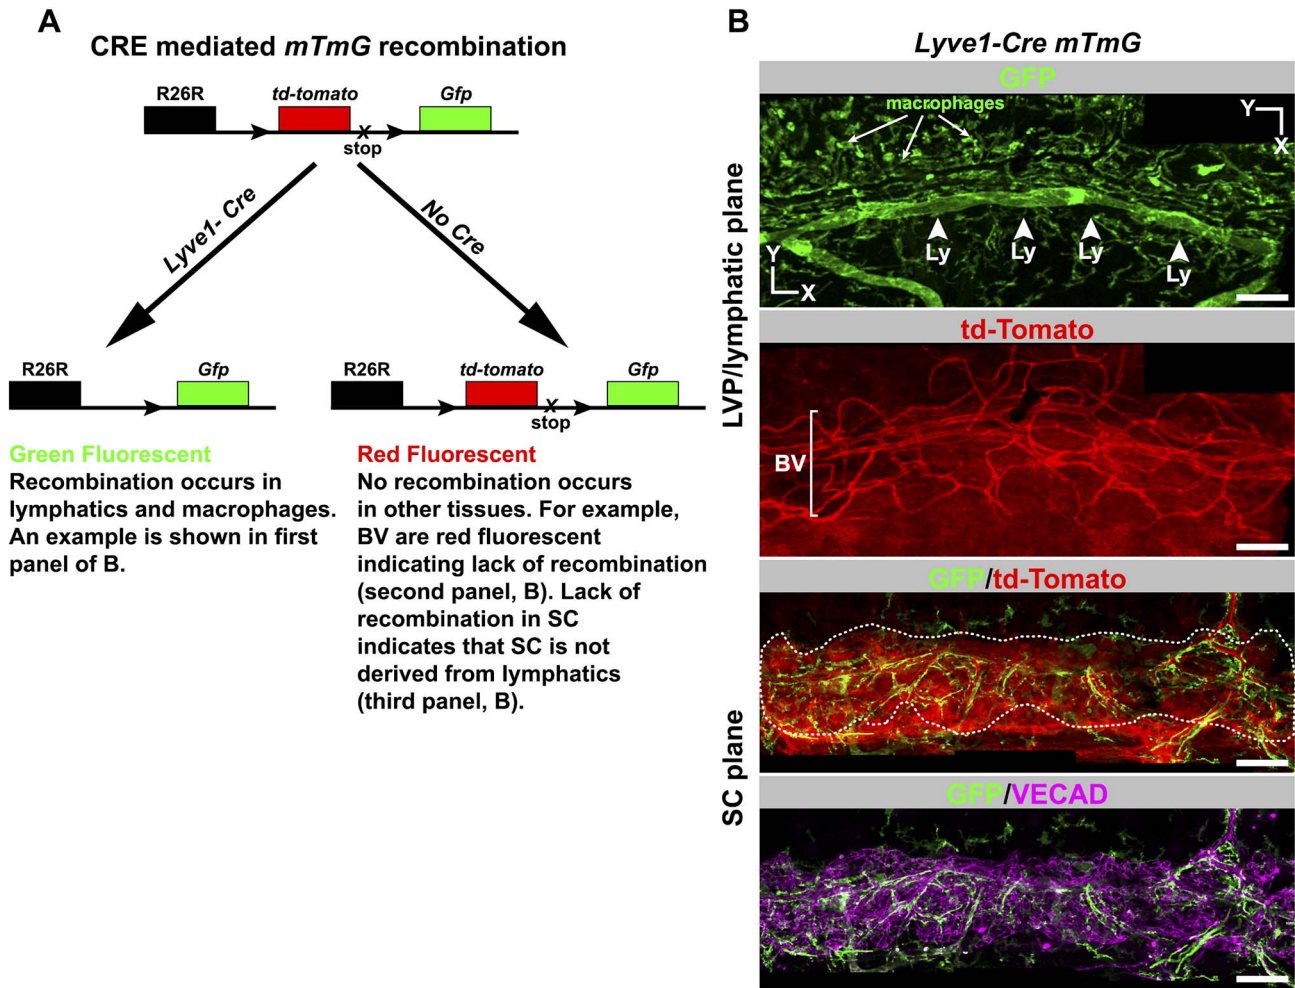 A
CRE mediated mTmG recombination
R26R
td-tomato
Gfp
X
stop
Lyve1- Cre
No Cre
R26R
Gfp
R26R
td-tomato
Gfp
X
stop
Green Fluorescent
Recombination occurs in
lymphatics and macrophages.
An example is shown in first
panel of B.
Red Fluorescent
No recombination occurs
in other tissues. For example,
BV are red fluorescent
indicating lack of recombination
(second panel, B). Lack of
recombination in SC
indicates that SC is not
derived from lymphatics
(third panel, B).
B
Lyve1-Cre mTmG
LVP/lymphatic plane
GFP
macrophages
Y
X
Ly
Ly
Ly
Ly
Y
X
td-Tomato
BV
SC plane
GFP/td-Tomato
GFP/VECAD